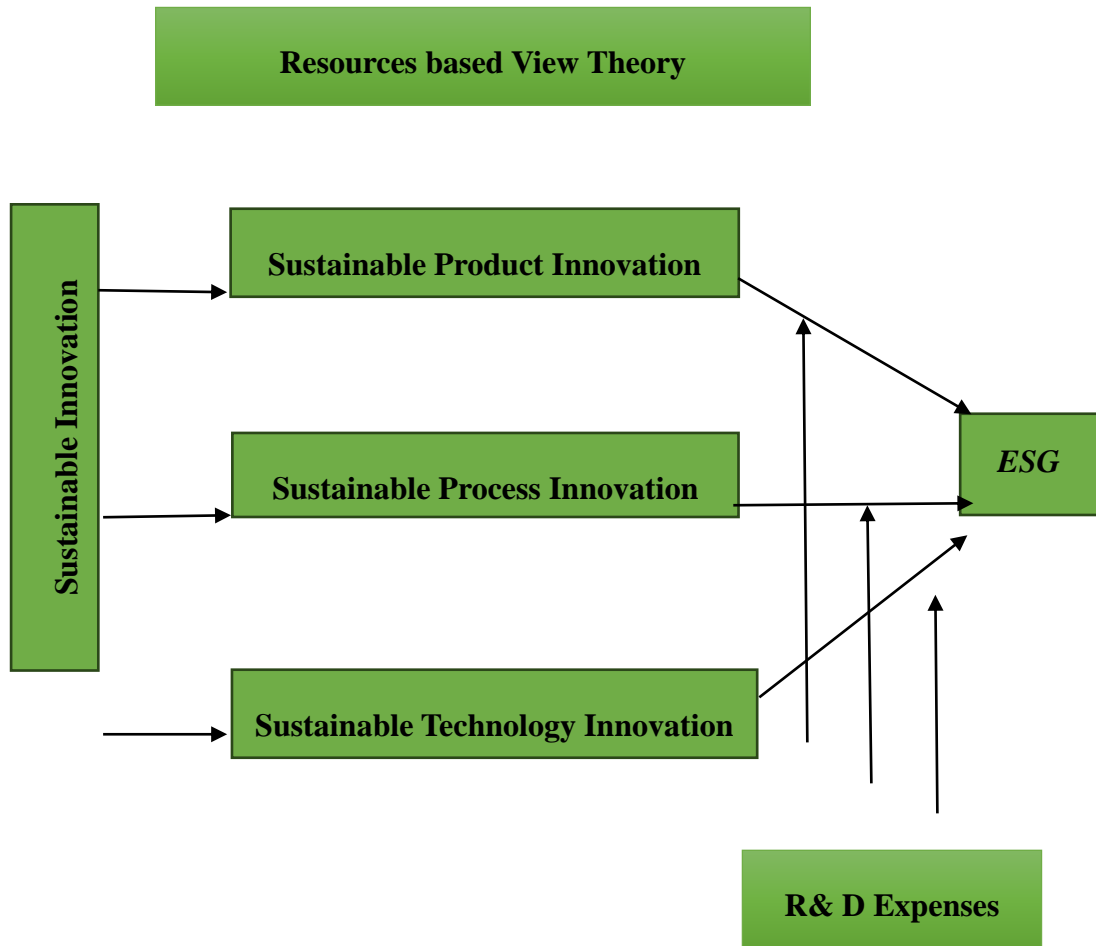 Resources based View Theory
Sustainable Innovation
Sustainable Product Innovation
Sustainable Process Innovation
Sustainable Technology Innovation
ESG
R& D Expenses